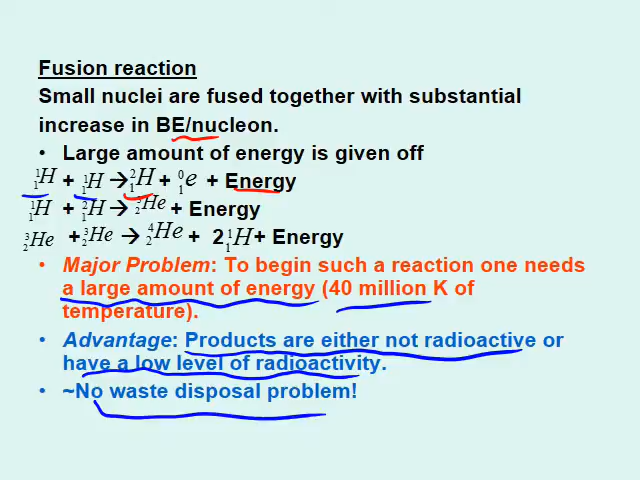 Fusion reaction
Small nuclei are fused together with substantial
increase in BE/nucleon.
• Large amount of energy is given off
¹₁H + ¹₁H → ²₁H + ⁰₁e + Energy
¹₁H + ²₁H → ³₂He + Energy
³₂He + ³₂He → ⁴₂He + 2 ¹₁H + Energy
• Major Problem: To begin such a reaction one needs
a large amount of energy (40 million K of
temperature).
• Advantage: Products are either not radioactive or
have a low level of radioactivity.
• ~No waste disposal problem!